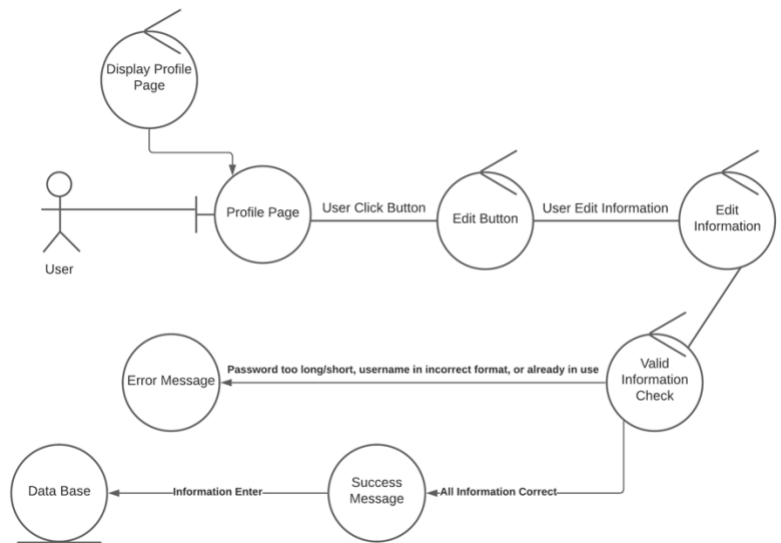 Display Profile
Page
Profile Page
User Click Button
Edit Button
User Edit Information
Edit
Information
User
Error Message
Password too long/short, username in incorrect format, or already in use
Valid
Information
Check
Data Base
Information Enter
Success
Message
All Information Correct